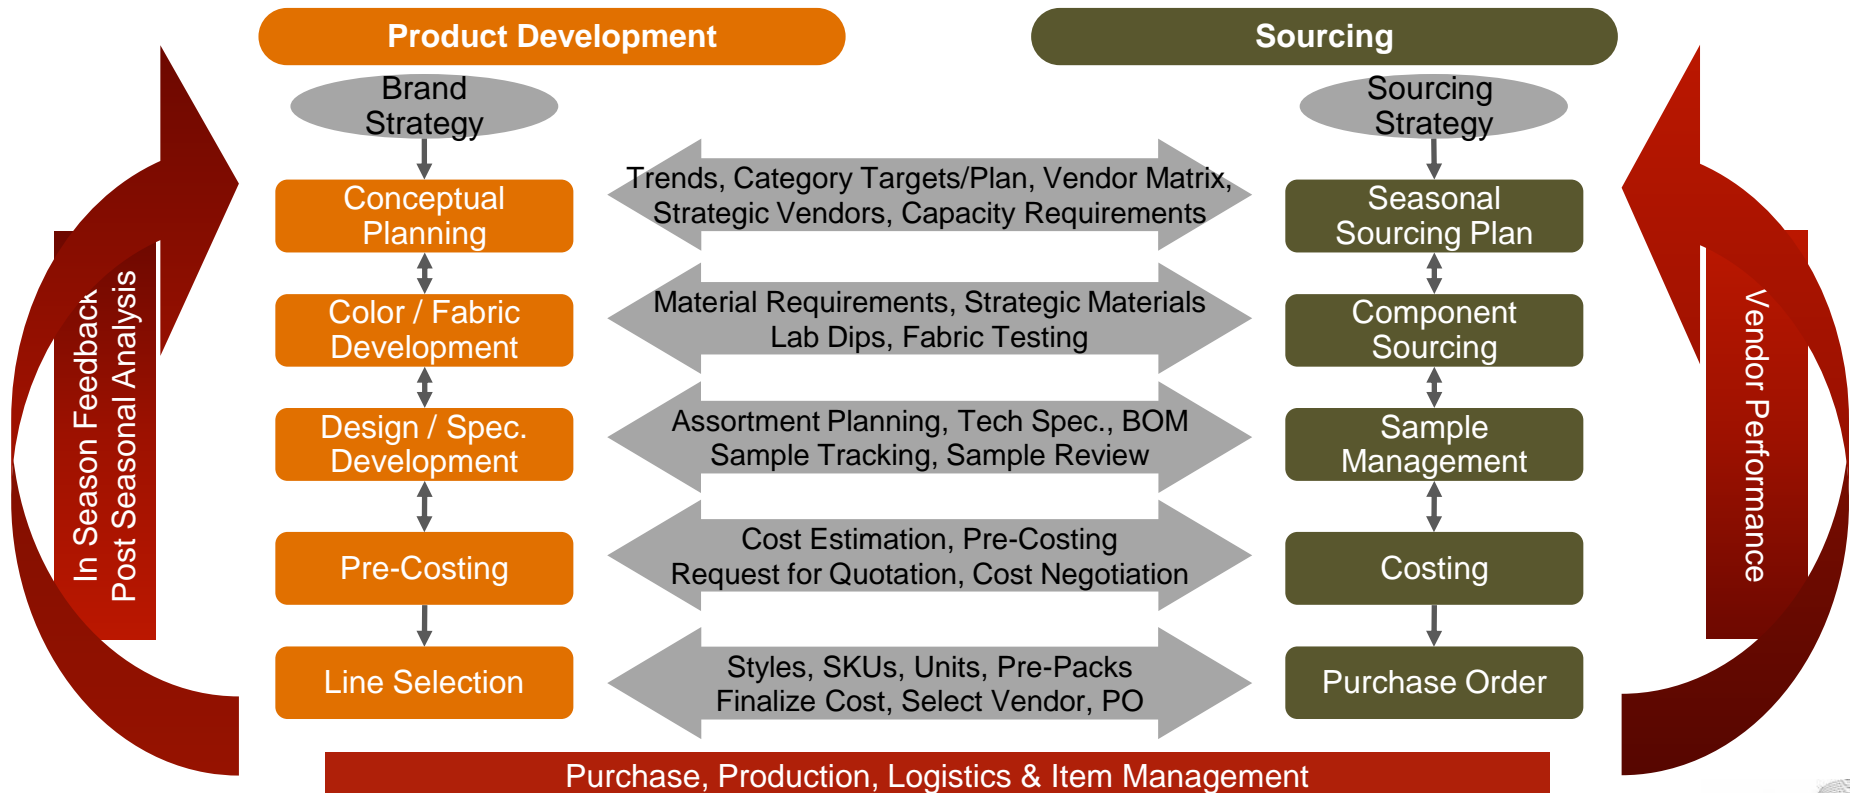 Product Development
Sourcing
Brand
Strategy
Sourcing
Strategy
Trends, Category Targets/Plan, Vendor Matrix,
Strategic Vendors, Capacity Requirements
Conceptual
Planning
Seasonal
Sourcing Plan
Material Requirements, Strategic Materials
Lab Dips, Fabric Testing
Color / Fabric
Development
Component
Sourcing
Assortment Planning, Tech Spec., BOM
Sample Tracking, Sample Review
Design / Spec.
Development
Sample
Management
Cost Estimation, Pre-Costing
Request for Quotation, Cost Negotiation
Pre-Costing
Costing
Styles, SKUs, Units, Pre-Packs
Finalize Cost, Select Vendor, PO
Line Selection
Purchase Order
In Season Feedback
Post Seasonal Analysis
Vendor Performance
Purchase, Production, Logistics & Item Management